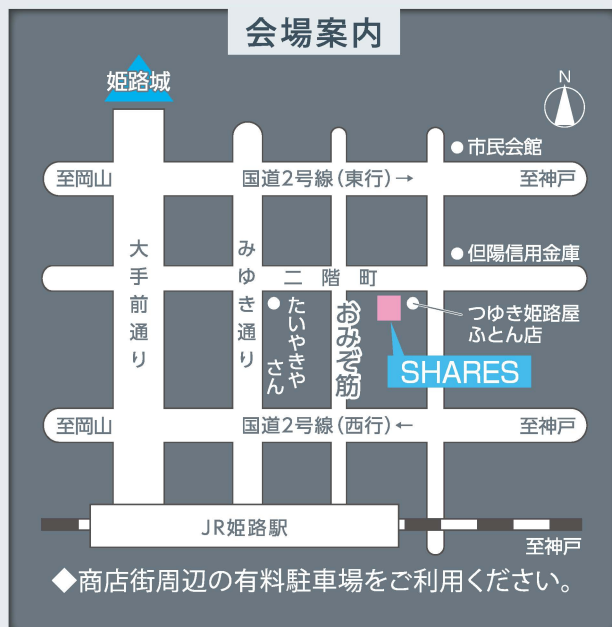 会場案内
姫路城
N
市民会館
至岡山
国道2号線(東行)→
至神戸
大手前通り
みゆき通り
但陽信用金庫
二階町
たいやきや
さん
おみぞ筋
つゆき姫路屋
ふとん店
SHARES
至岡山
国道2号線(西行)←
至神戸
JR姫路駅
至神戸
◆商店街周辺の有料駐車場をご利用ください。